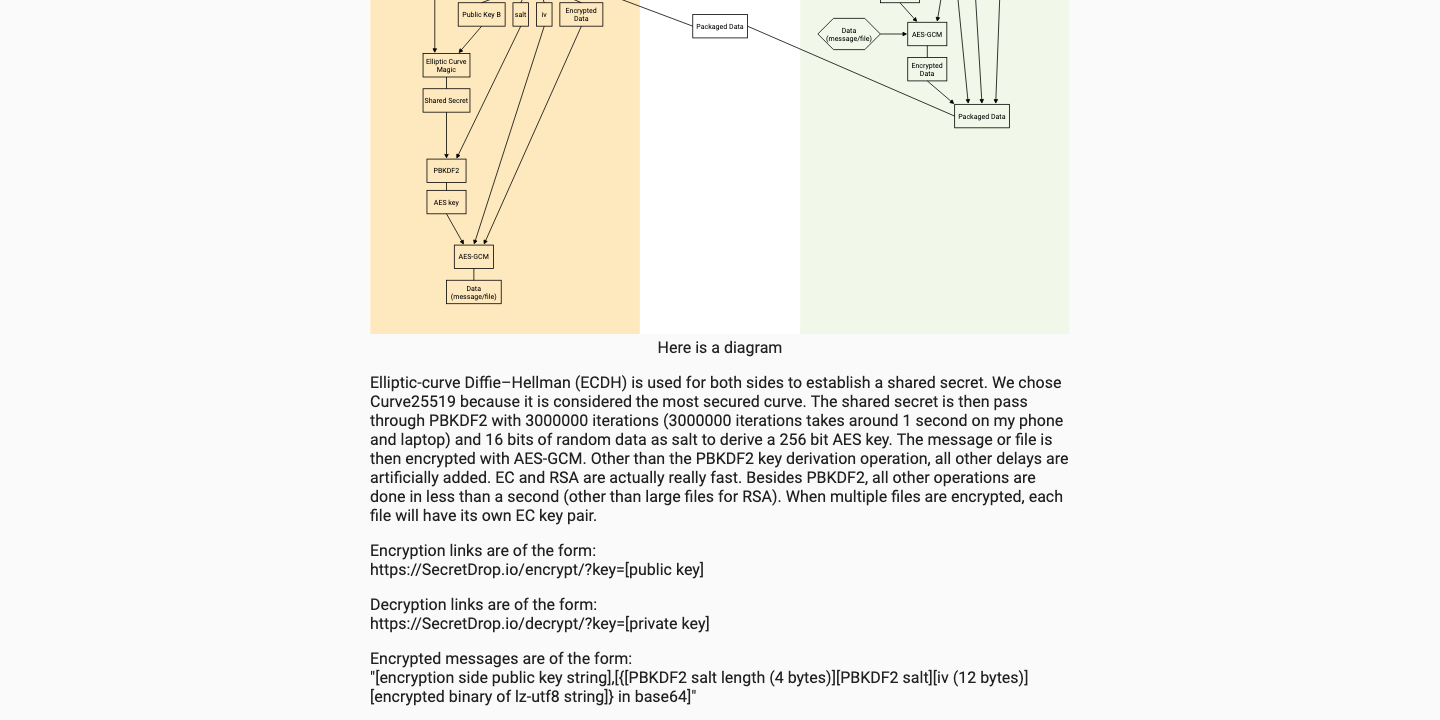 Public Key B
salt
iv
Encrypted
Data
Packaged Data
Data
(message/file)
AES-GCM
Elliptic Curve
Magic
Encrypted
Data
Shared Secret
Packaged Data
PBKDF2
AES key
AES-GCM
Data
(message/file)
Here is a diagram
Elliptic-curve Diffie–Hellman (ECDH) is used for both sides to establish a shared secret. We chose
Curve25519 because it is considered the most secured curve. The shared secret is then pass
through PBKDF2 with 3000000 iterations (3000000 iterations takes around 1 second on my phone
and laptop) and 16 bits of random data as salt to derive a 256 bit AES key. The message or file is
then encrypted with AES-GCM. Other than the PBKDF2 key derivation operation, all other delays are
artificially added. EC and RSA are actually really fast. Besides PBKDF2, all other operations are
done in less than a second (other than large files for RSA). When multiple files are encrypted, each
file will have its own EC key pair.
Encryption links are of the form:
https://SecretDrop.io/encrypt/?key=[public key]
Decryption links are of the form:
https://SecretDrop.io/decrypt/?key=[private key]
Encrypted messages are of the form:
"[encryption side public key string],[{[PBKDF2 salt length (4 bytes)][PBKDF2 salt][iv (12 bytes)]
[encrypted binary of lz-utf8 string]} in base64]"